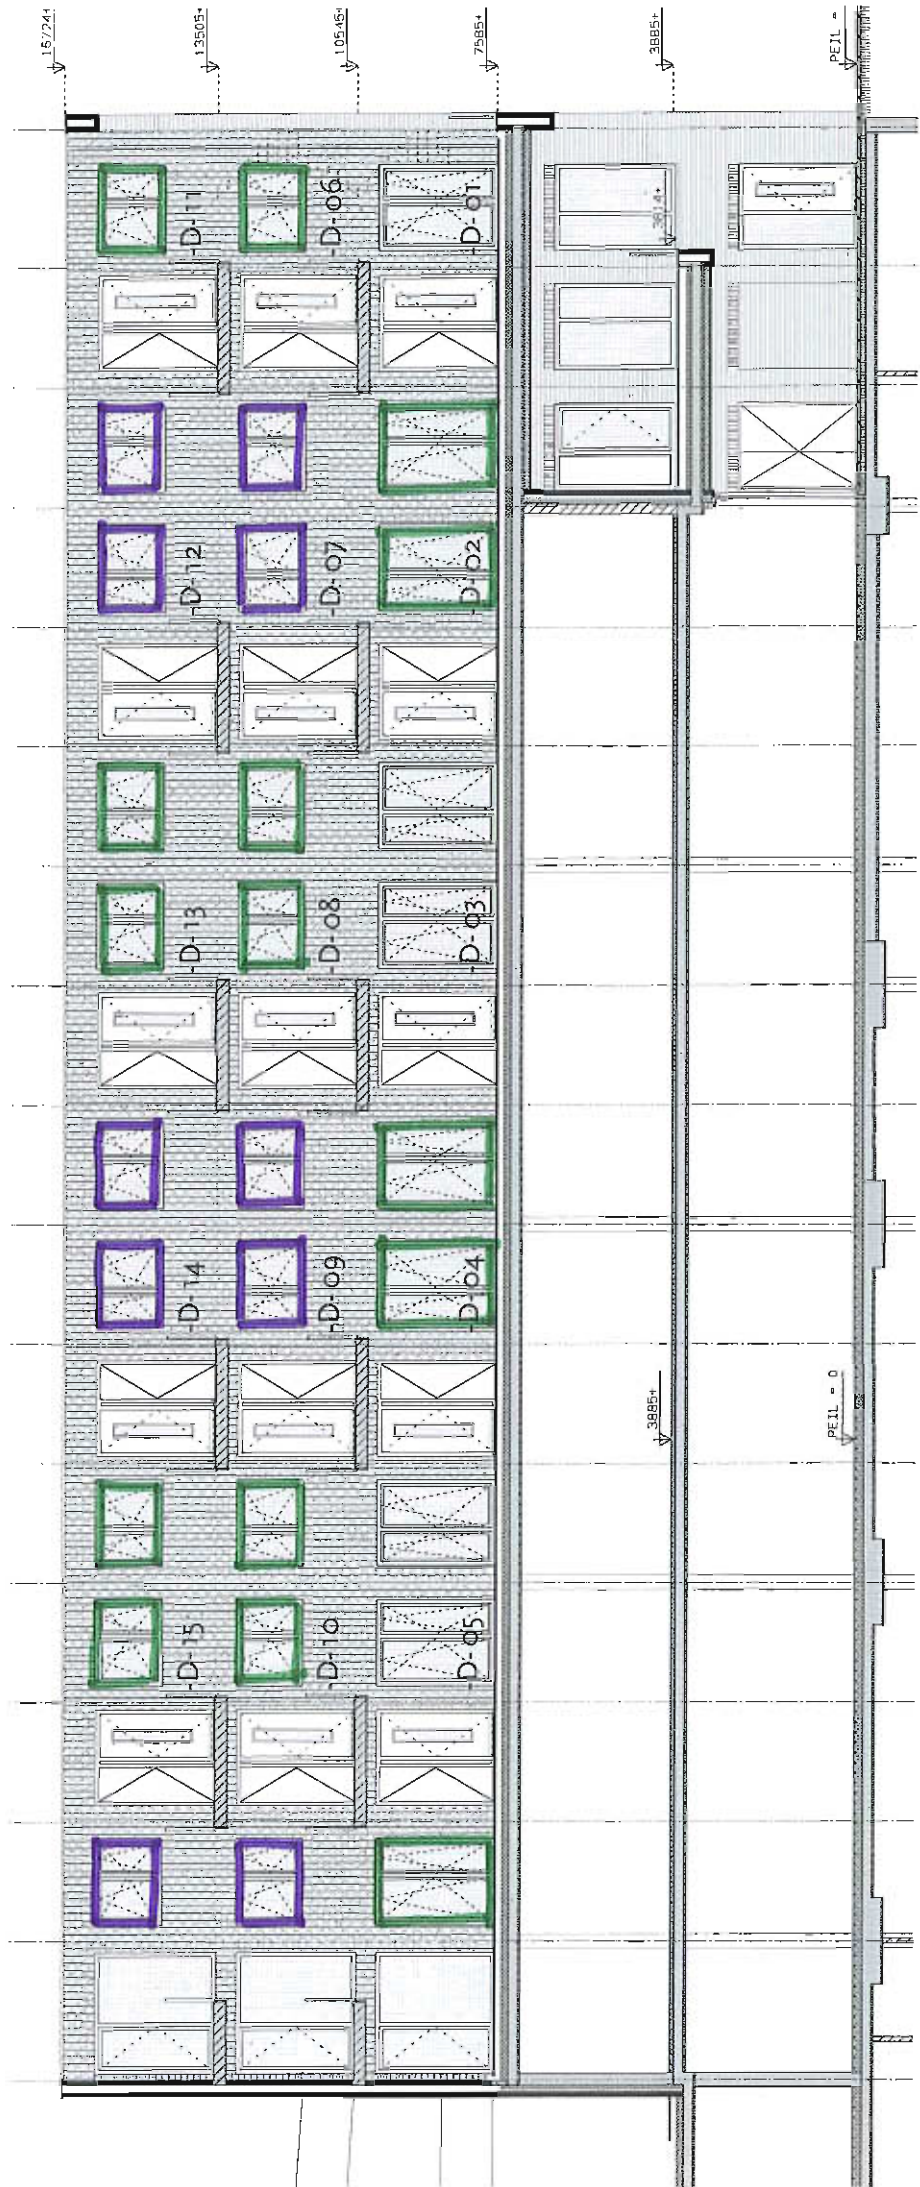 15724+
13505+
10545+
7585+
3885+
PEIL =
-D-11
-D-06
-D-01
3814+
-D-12
-D-07
-D-02
-D-13
-D-08
-D-03
-D-14
-D-09
-D-04
3885+
PEIL = 0
-D-15
-D-10
-D-05